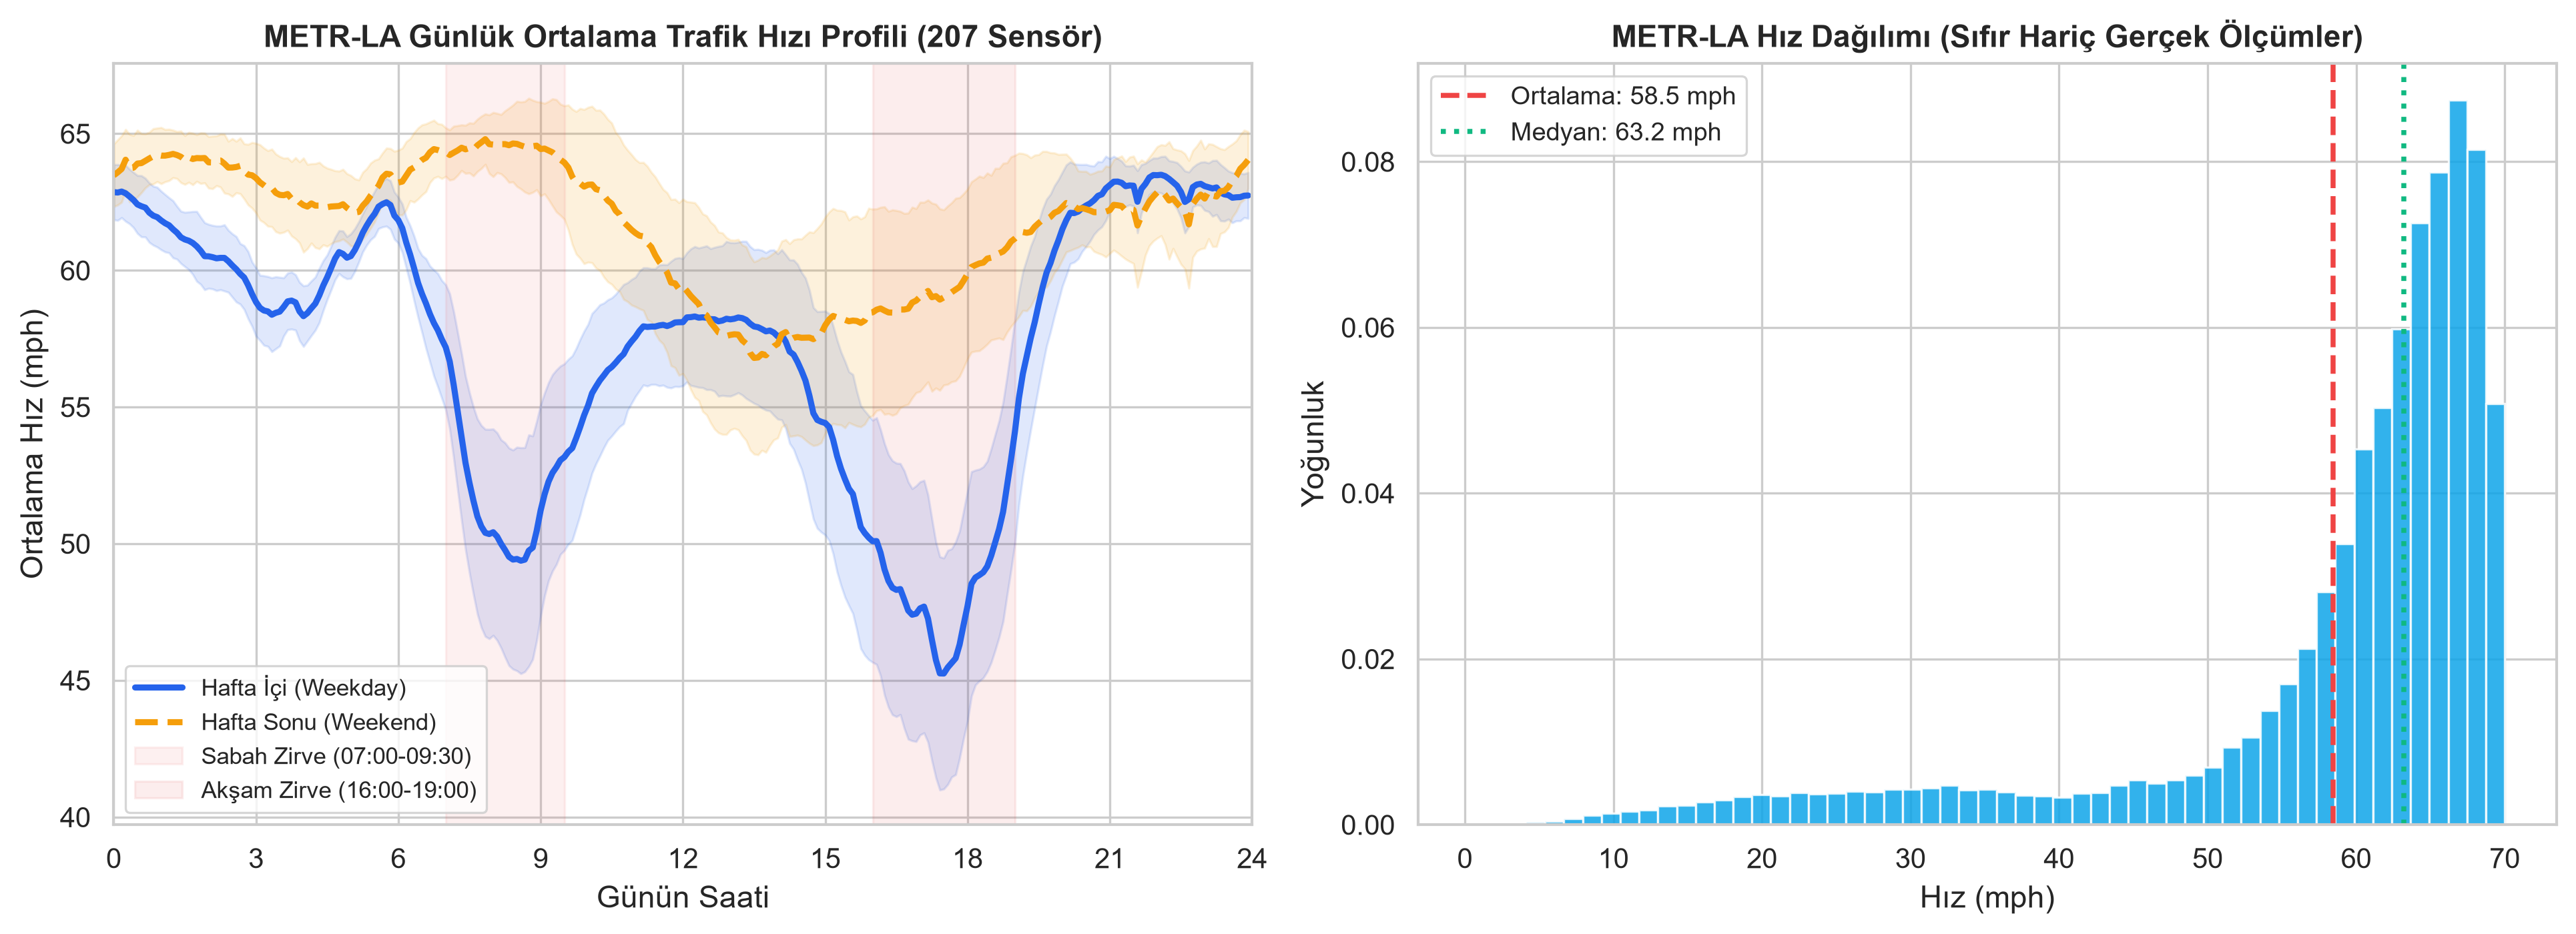 METR-LA Günlük Ortalama Trafik Hızı Profili (207 Sensör)
65
60
55
50
45
40
Ortalama Hız (mph)
Hafta İçi (Weekday)
Hafta Sonu (Weekend)
Sabah Zirve (07:00-09:30)
Akşam Zirve (16:00-19:00)
0 3 6 9 12 15 18 21 24
Günün Saati
METR-LA Hız Dağılımı (Sıfır Hariç Gerçek Ölçümler)
Ortalama: 58.5 mph
Medyan: 63.2 mph
0.08
0.06
0.04
0.02
0.00
Yoğunluk
0 10 20 30 40 50 60 70
Hız (mph)